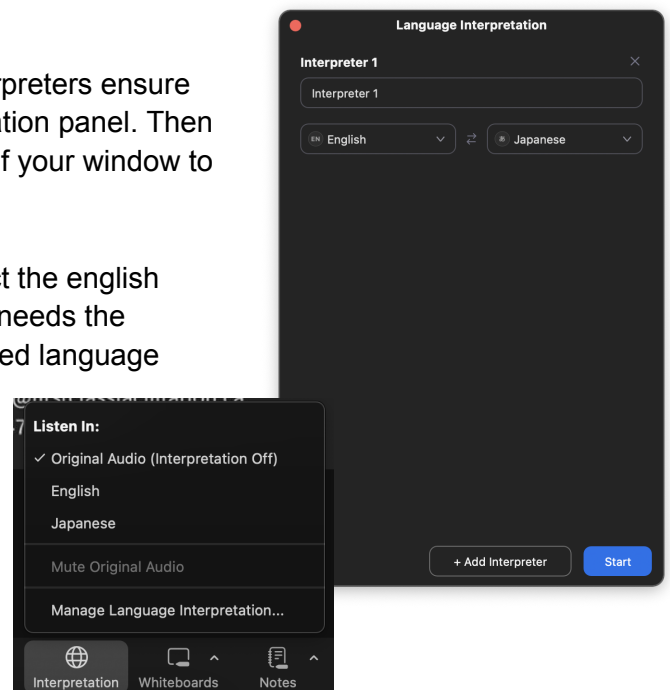 rpreters ensure
ation panel. Then
f your window to
ct the english
needs the
ed language
Language Interpretation
Interpreter 1
Interpreter 1
EN English
あ Japanese
+ Add Interpreter
Start
Listen In:
✓ Original Audio (Interpretation Off)
English
Japanese
Mute Original Audio
Manage Language Interpretation...
Interpretation
Whiteboards
Notes